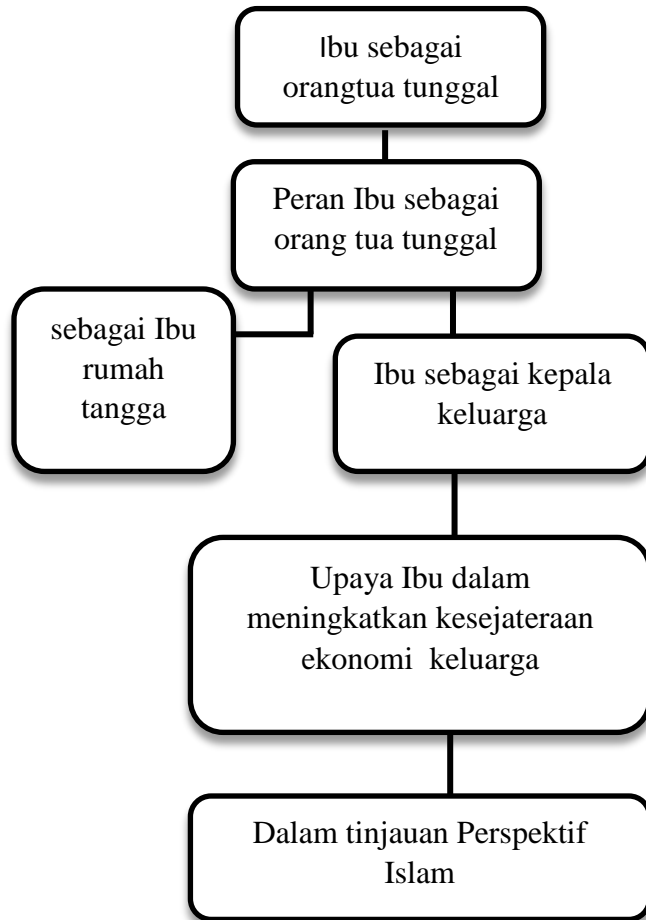 Ibu sebagai
orangtua tunggal
Peran Ibu sebagai
orang tua tunggal
sebagai Ibu
rumah
tangga
Ibu sebagai kepala
keluarga
Upaya Ibu dalam
meningkatkan kesejateraan
ekonomi keluarga
Dalam tinjauan Perspektif
Islam